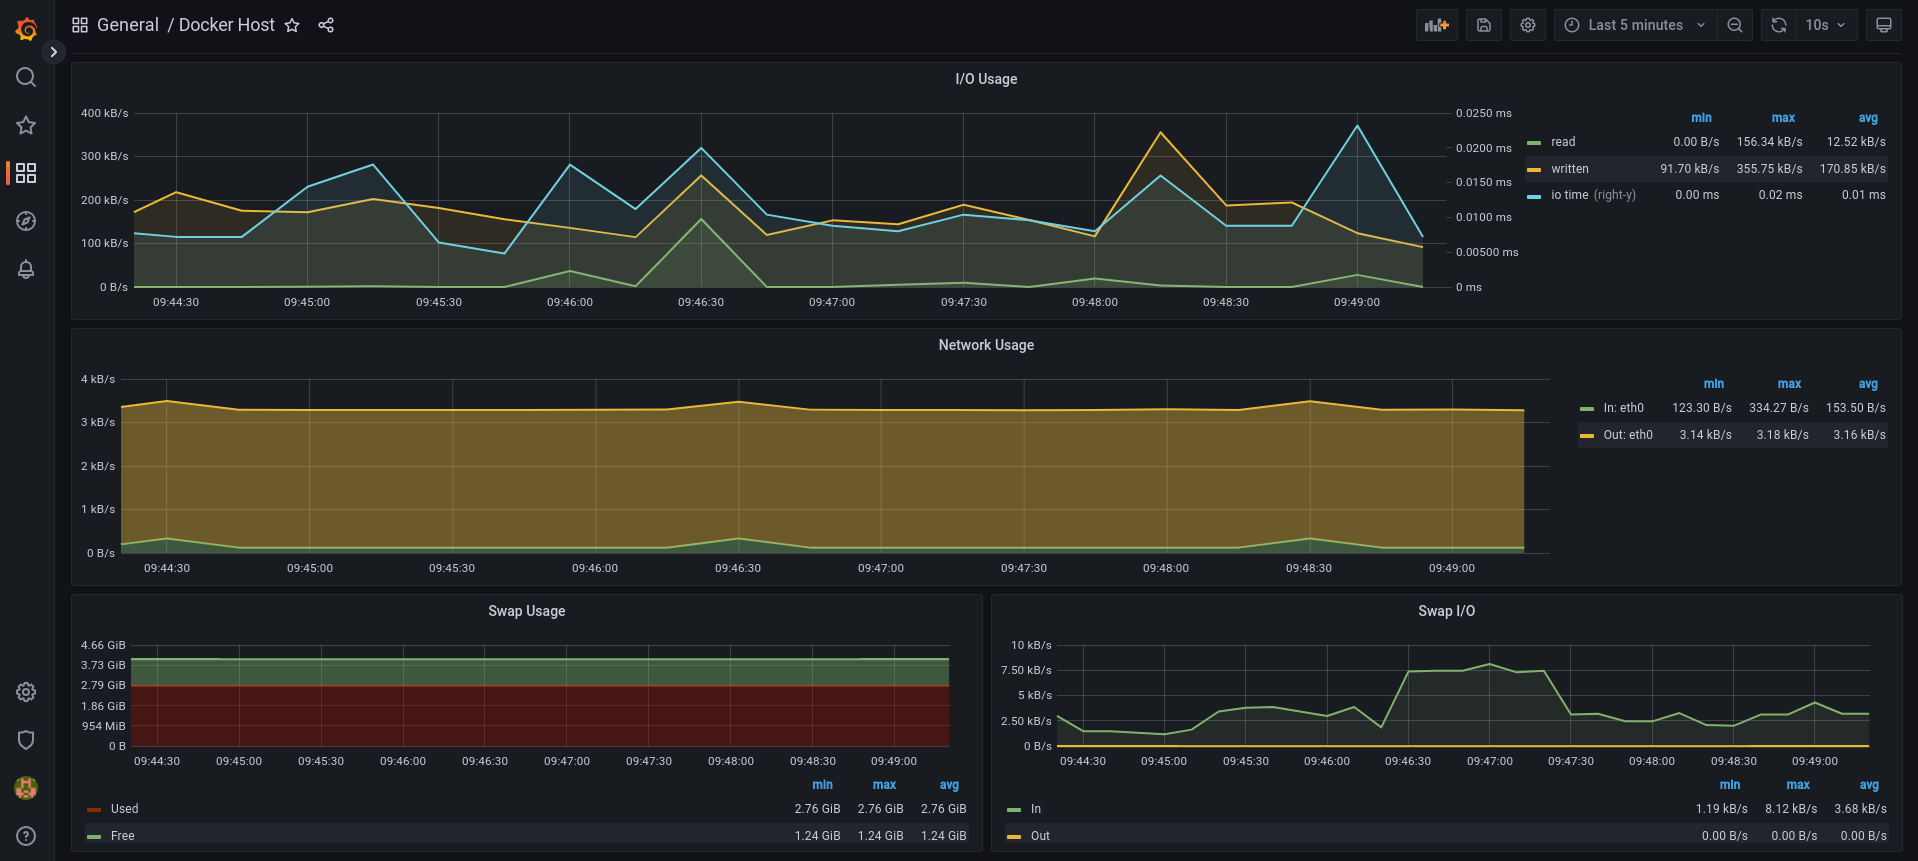 General / Docker Host
Last 5 minutes
10s
I/O Usage
400 kB/s
300 kB/s
200 kB/s
100 kB/s
0 B/s
0.0250 ms
0.0200 ms
0.0150 ms
0.0100 ms
0.00500 ms
0 ms
09:44:30 09:45:00 09:45:30 09:46:00 09:46:30 09:47:00 09:47:30 09:48:00 09:48:30 09:49:00
min max avg
read 0.00 B/s 156.34 kB/s 12.52 kB/s
written 91.70 kB/s 355.75 kB/s 170.85 kB/s
io time (right-y) 0.00 ms 0.02 ms 0.01 ms
Network Usage
4 kB/s
3 kB/s
2 kB/s
1 kB/s
0 B/s
09:44:30 09:45:00 09:45:30 09:46:00 09:46:30 09:47:00 09:47:30 09:48:00 09:48:30 09:49:00
min max avg
In: eth0 123.30 B/s 334.27 B/s 153.50 B/s
Out: eth0 3.14 kB/s 3.18 kB/s 3.16 kB/s
Swap Usage
4.66 GiB
3.73 GiB
2.79 GiB
1.86 GiB
954 MiB
0 B
09:44:30 09:45:00 09:45:30 09:46:00 09:46:30 09:47:00 09:47:30 09:48:00 09:48:30 09:49:00
min max avg
Used 2.76 GiB 2.76 GiB 2.76 GiB
Free 1.24 GiB 1.24 GiB 1.24 GiB
Swap I/O
10 kB/s
7.50 kB/s
5 kB/s
2.50 kB/s
0 B/s
09:44:30 09:45:00 09:45:30 09:46:00 09:46:30 09:47:00 09:47:30 09:48:00 09:48:30 09:49:00
min max avg
In 1.19 kB/s 8.12 kB/s 3.68 kB/s
Out 0.00 B/s 0.00 B/s 0.00 B/s